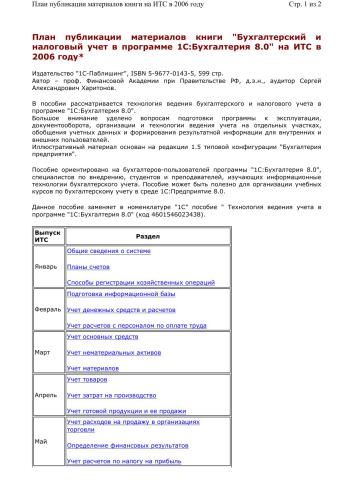 План публикации материалов книги на ИТС в 2006 году
Стр. 1 из 2
План публикации материалов книги "Бухгалтерский и
налоговый учет в программе 1С:Бухгалтерия 8.0" на ИТС в
2006 году*
Издательство "1С-Паблишинг", ISBN 5-9677-0143-5, 599 стр.
Автор – проф. Финансовой Академии при Правительстве РФ, д.э.н., аудитор Сергей
Александрович Харитонов.
В пособии рассматривается технология ведения бухгалтерского и налогового учета в
программе "1С:Бухгалтерия 8.0".
Большое внимание уделено вопросам подготовки программы к эксплуатации,
документооборота, организации и технологии ведения учета на отдельных участках,
обобщения учетных данных и формирования результатной информации для внутренних и
внешних пользователей.
Иллюстративный материал основан на редакции 1.5 типовой конфигурации "Бухгалтерия
предприятия".
Пособие ориентировано на бухгалтеров-пользователей программы "1С:Бухгалтерия 8.0",
специалистов по внедрению, студентов и преподавателей, изучающих информационные
технологии бухгалтерского учета. Пособие может быть полезно для организации учебных
курсов по бухгалтерскому учету в среде 1С:Предприятие 8.0.
Данное пособие заменяет в номенклатуре "1С" пособие " Технология ведения учета в
программе "1С:Бухгалтерия 8.0" (код 4601546023438).
Выпуск
ИТС
Раздел
Январь
Общие сведения о системе
Планы счетов
Способы регистрации хозяйственных операций
Февраль
Подготовка информационной базы
Учет денежных средств и расчетов
Учет расчетов с персоналом по оплате труда
Март
Учет основных средств
Учет нематериальных активов
Учет материалов
Апрель
Учет товаров
Учет затрат на производство
Учет готовой продукции и ее продажи
Май
Учет расходов на продажу в организациях
торговли
Определение финансовых результатов
Учет расчетов по налогу на прибыль